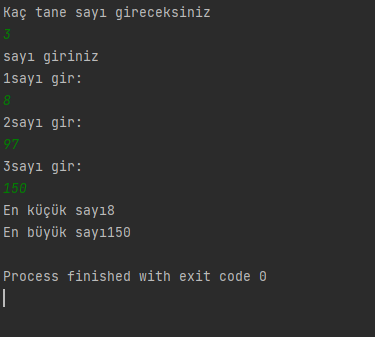 Kaç tane sayı gireceksiniz
3
sayı giriniz
1sayı gir:
8
2sayı gir:
97
3sayı gir:
150
En küçük sayı8
En büyük sayı150
Process finished with exit code 0